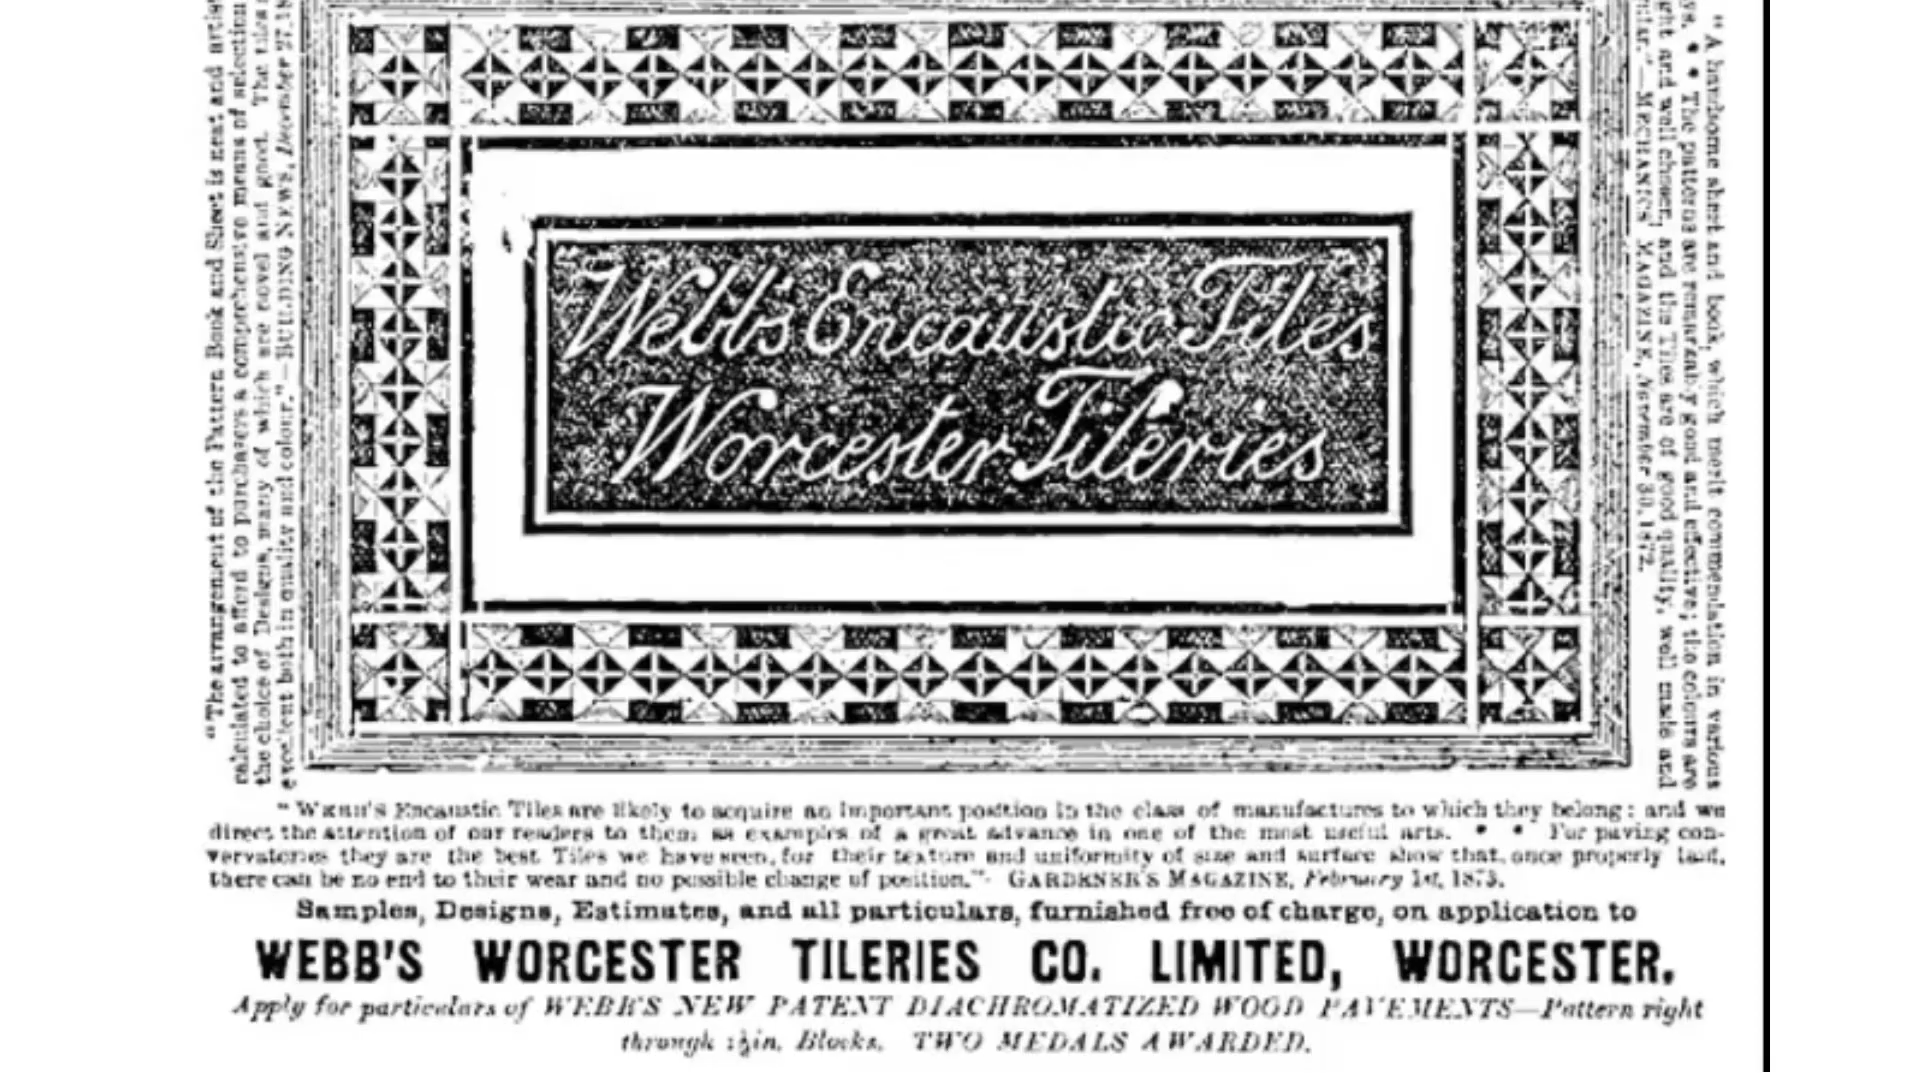 "The arrangement of the Pattern Book and Sheet is neat and artis
calculated to afford to purchasers a comprehensive means of selection
the choice of Designs, many of which are novel and good. The tiles
excellent both in quality and colour."—BUILDING NEWS, December 27, 18
Webb's Encaustic Tiles
Worcester Tileries
"A handsome sheet and book, which merit commendation in various
ys. * * The patterns are remarkably good and effective; the colours are
ght and well chosen; and the Tiles are of good quality, well made and
ular."—MECHANICS' MAGAZINE, November 30, 1872.
"WEBB'S Encaustic Tiles are likely to acquire an important position in the class of manufactures to which they belong: and we
direct the attention of our readers to them as examples of a great advance in one of the most useful arts. * * For paving con-
vervatories they are the best Tiles we have seen, for their texture and uniformity of size and surface show that, once properly laid,
there can be no end to their wear and no possible change of position."— GARDENER'S MAGAZINE, February 1st, 1873.
Samples, Designs, Estimates, and all particulars, furnished free of charge, on application to
WEBB'S WORCESTER TILERIES CO. LIMITED, WORCESTER.
Apply for particulars of WEBB'S NEW PATENT DIACHROMATIZED WOOD PAVEMENTS—Pattern right
through in. Blocks. TWO MEDALS AWARDED.